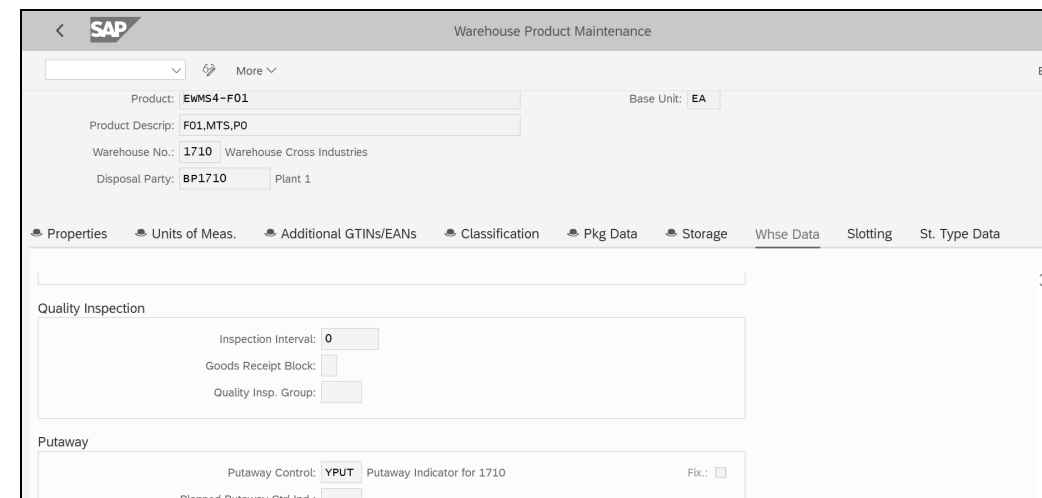 SAP
Warehouse Product Maintenance
More
Product: EWMS4-F01 Base Unit: EA
Product Descrip: F01,MTS,P0
Warehouse No.: 1710 Warehouse Cross Industries
Disposal Party: BP1710 Plant 1
Properties Units of Meas. Additional GTINs/EANs Classification Pkg Data Storage Whse Data Slotting St. Type Data
Quality Inspection
Inspection Interval: 0
Goods Receipt Block:
Quality Insp. Group:
Putaway
Putaway Control: YPUT Putaway Indicator for 1710 Fix.: